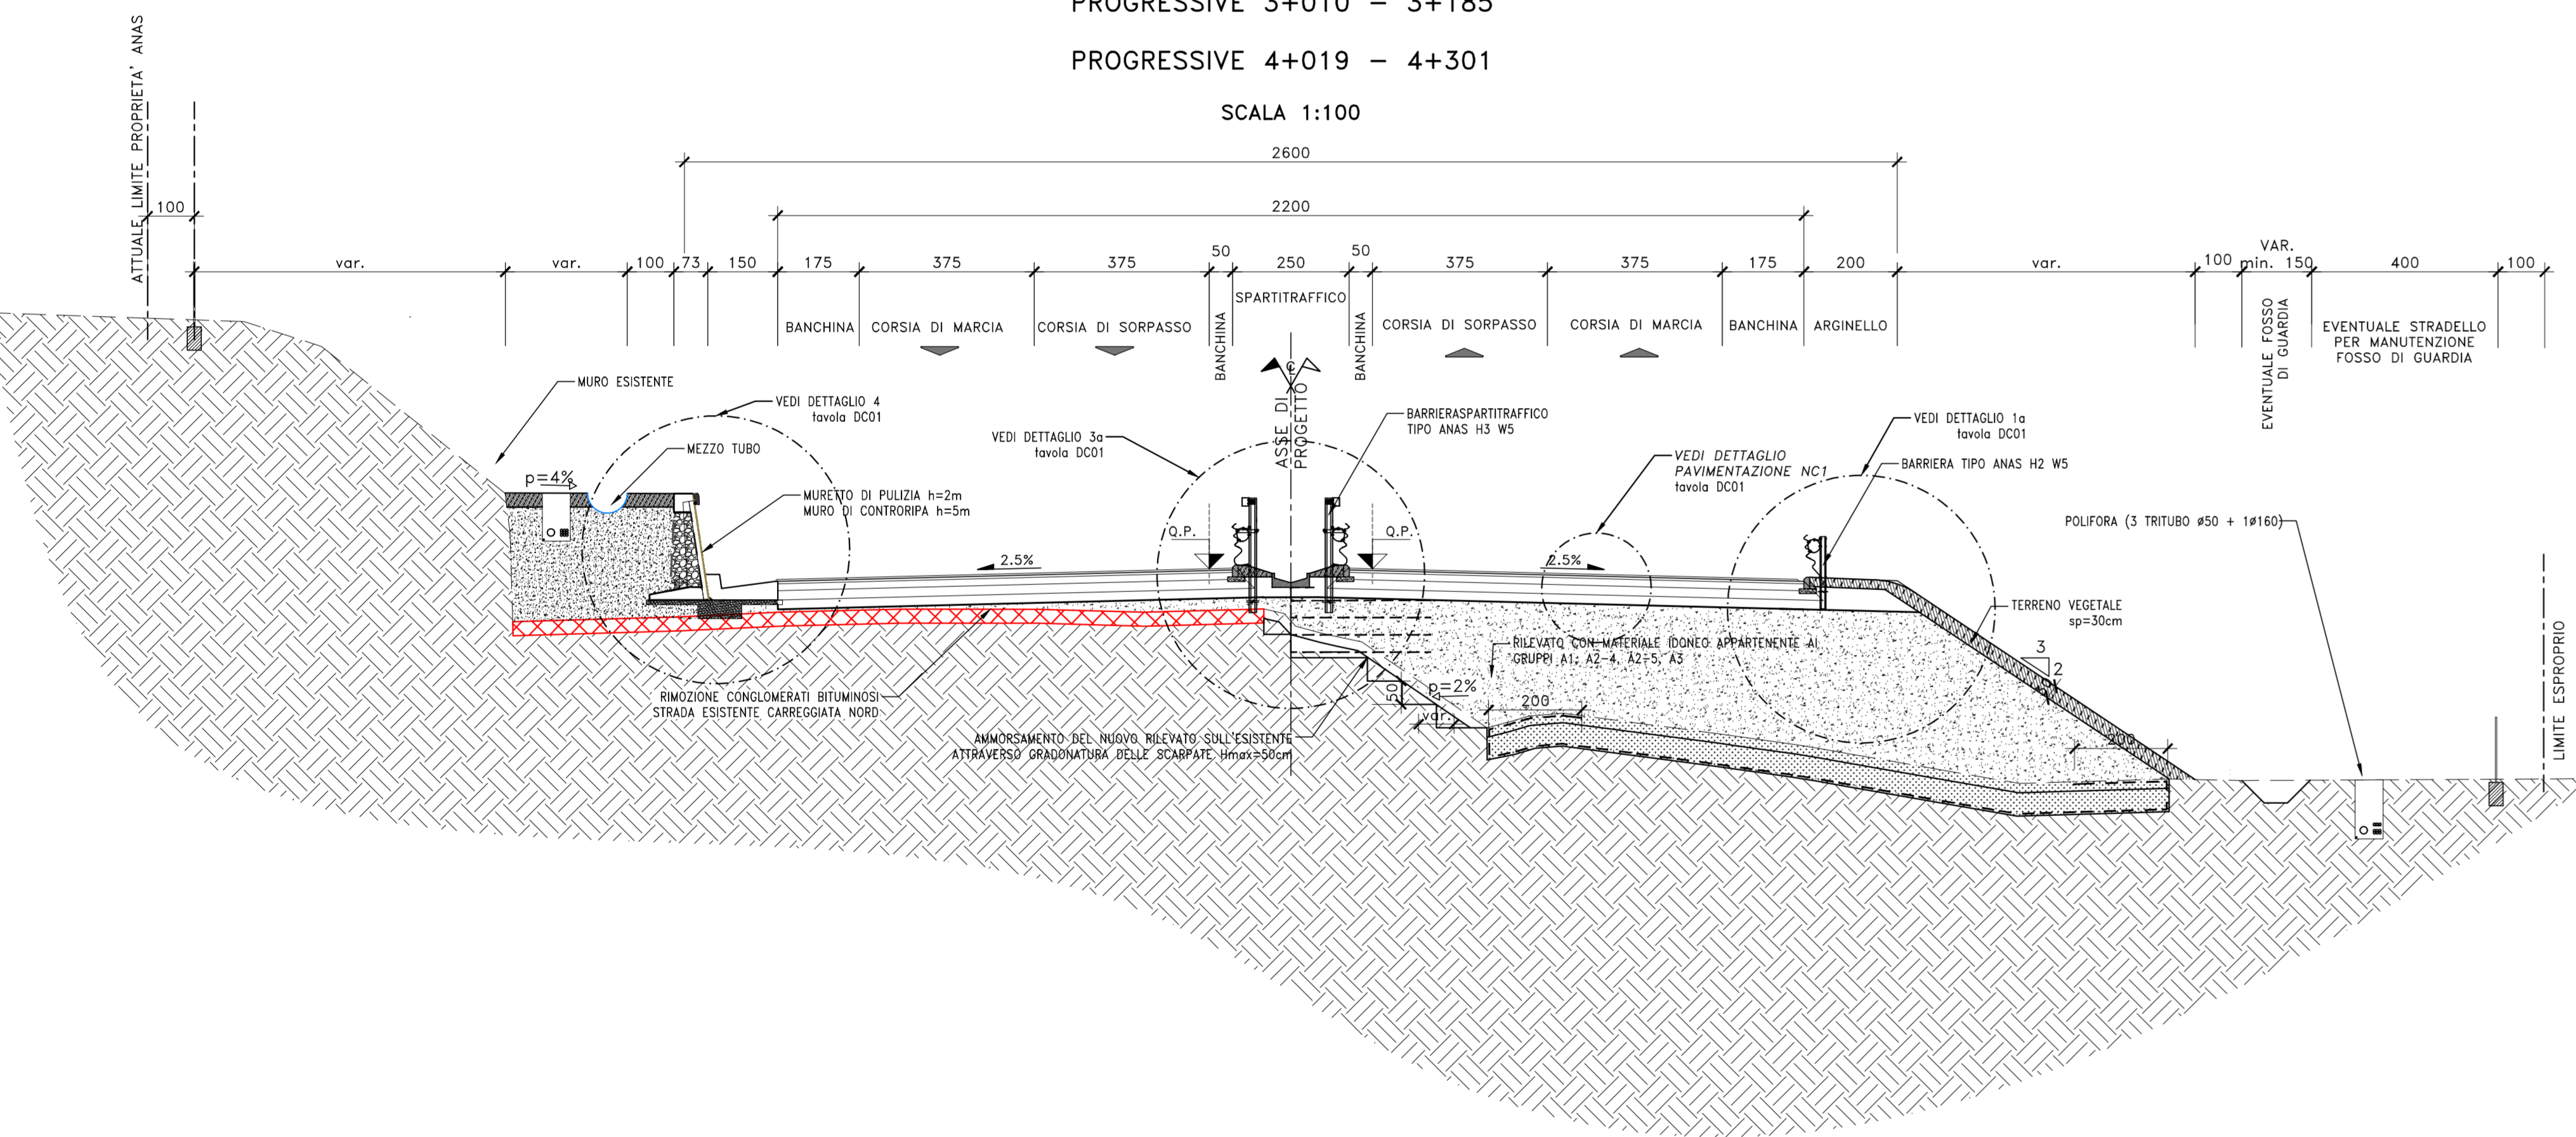 PROGRESSIVE 3+010 - 3+185
PROGRESSIVE 4+019 - 4+301
SCALA 1:100
ATTUALE LIMITE PROPRIETA' ANAS
2600
2200
100
var.
var.
100
73
150
175
375
375
50
250
50
375
375
175
200
var.
100
VAR.
min. 150
400
100
BANCHINA
CORSIA DI MARCIA
CORSIA DI SORPASSO
BANCHINA
SPARTITRAFFICO
BANCHINA
CORSIA DI SORPASSO
CORSIA DI MARCIA
BANCHINA
ARGINELLO
EVENTUALE FOSSO
DI GUARDIA
EVENTUALE STRADELLO
PER MANUTENZIONE
FOSSO DI GUARDIA
ASSE DI
PROGETTO
MURO ESISTENTE
VEDI DETTAGLIO 4
tavola DC01
MEZZO TUBO
p=4%
MURETTO DI PULIZIA h=2m
MURO DI CONTRORIPA h=5m
VEDI DETTAGLIO 3a
tavola DC01
BARRIERASPARTITRAFFICO
TIPO ANAS H3 W5
VEDI DETTAGLIO
PAVIMENTAZIONE NC1
tavola DC01
VEDI DETTAGLIO 1a
tavola DC01
BARRIERA TIPO ANAS H2 W5
POLIFORA (3 TRITUBO ø50 + 1ø160)
Q.P.
Q.P.
2.5%
2.5%
TERRENO VEGETALE
sp=30cm
3
2
RILEVATO CON MATERIALE IDONEO APPARTENENTE AI
GRUPPI A1, A2-4, A2-5, A3
RIMOZIONE CONGLOMERATI BITUMINOSI
STRADA ESISTENTE CARREGGIATA NORD
50
p=2%
200
var.
AMMORSAMENTO DEL NUOVO RILEVATO SULL'ESISTENTE
ATTRAVERSO GRADONATURA DELLE SCARPATE Hmax=50cm
200
LIMITE ESPROPRIO